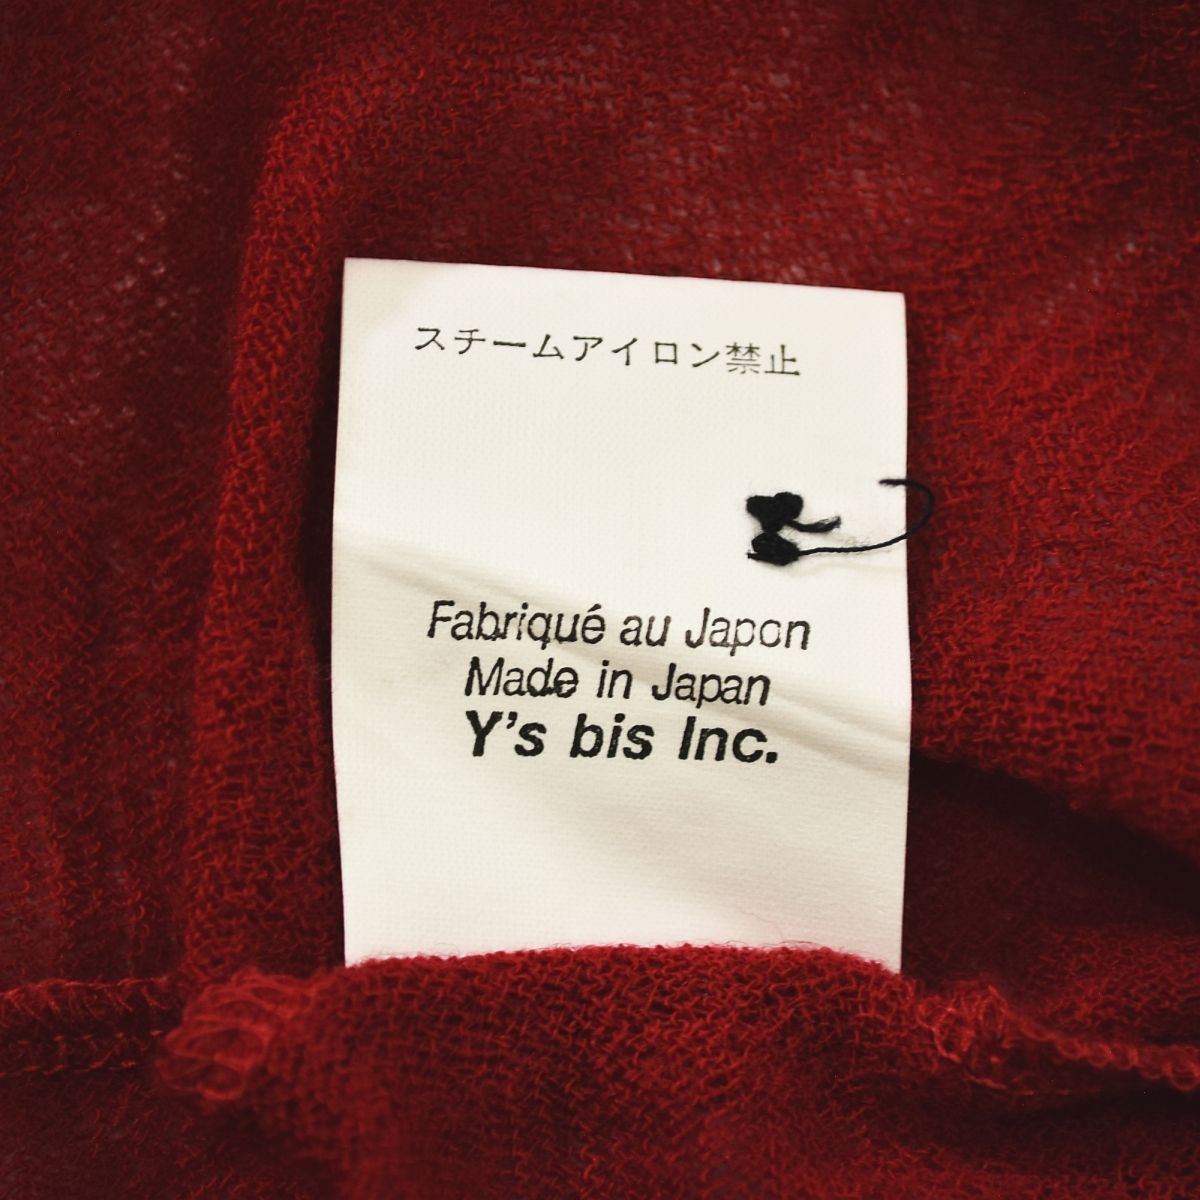 スチームアイロン禁止
Fabriqué au Japon
Made in Japan
Y's bis Inc.